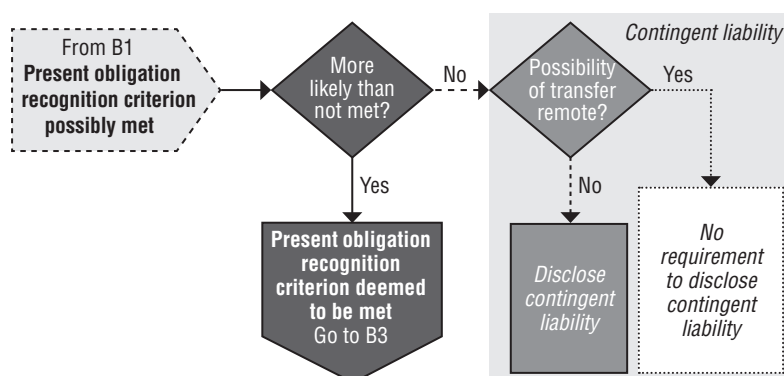 From B1
Present obligation
recognition criterion
possibly met
More
likely than
not met?
No
Yes
Present obligation
recognition
criterion deemed
to be met
Go to B3
Contingent liability
Possibility
of transfer
remote?
Yes
No
Disclose
contingent
liability
No
requirement
to disclose
contingent
liability